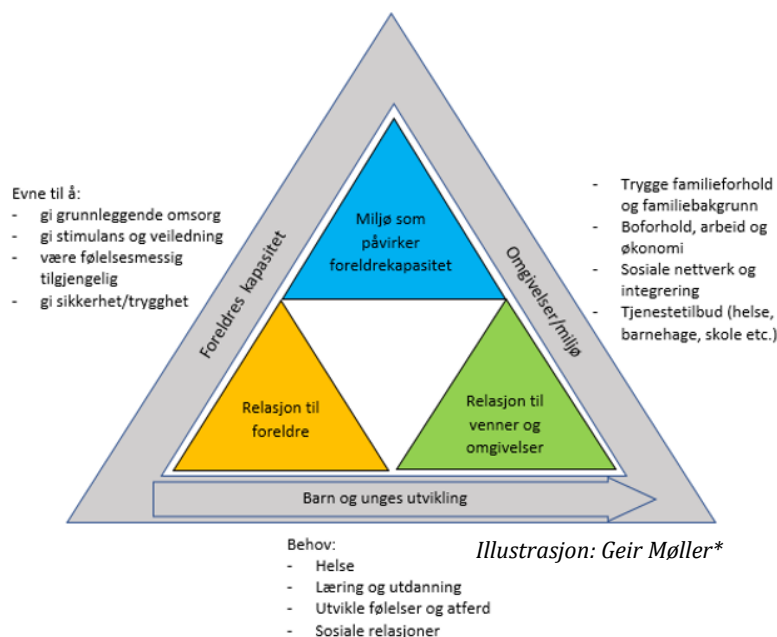 Evne til å:
- gi grunnleggende omsorg
- gi stimulans og veiledning
- være følelsesmessig
tilgjengelig
- gi sikkerhet/trygghet
Foreldres kapasitet
Miljø som
påvirker
foreldrekapasitet
Omgivelser/miljø
- Trygge familieforhold
og familiebakgrunn
- Boforhold, arbeid og
økonomi
- Sosiale nettverk og
integrering
- Tjenestetilbud (helse,
barnehage, skole etc.)
Relasjon til
foreldre
Relasjon til
venner og
omgivelser
Barn og unges utvikling
Behov:
- Helse
- Læring og utdanning
- Utvikle følelser og atferd
- Sosiale relasjoner
Illustrasjon: Geir Møller*